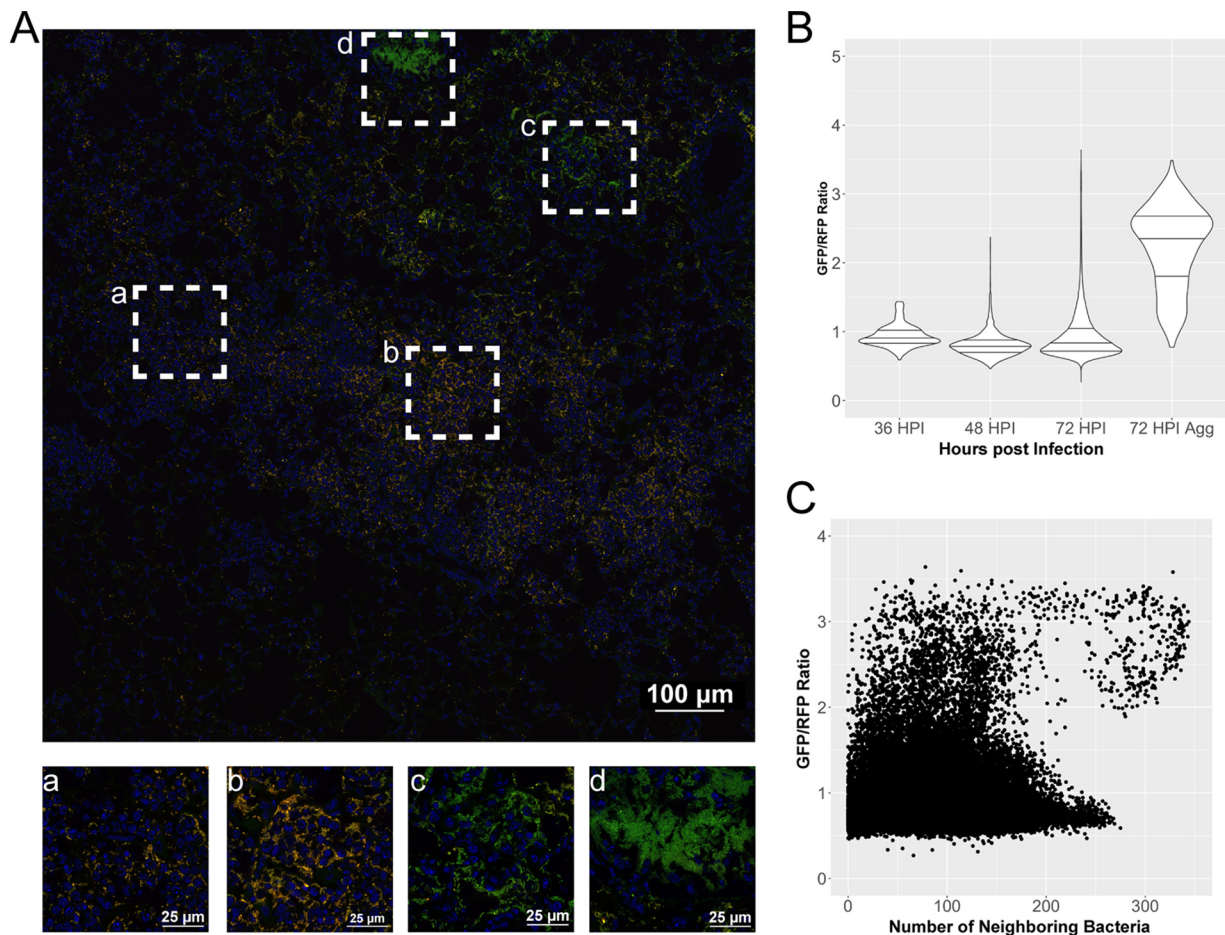 A
d
c
a
b
100 µm
a
b
c
d
25 µm
25 µm
25 µm
25 µm
B
5
4
3
2
1
0
GFP/RFP Ratio
36 HPI
48 HPI
72 HPI
72 HPI Agg
Hours post Infection
C
4
3
2
1
0
GFP/RFP Ratio
0
100
200
300
Number of Neighboring Bacteria